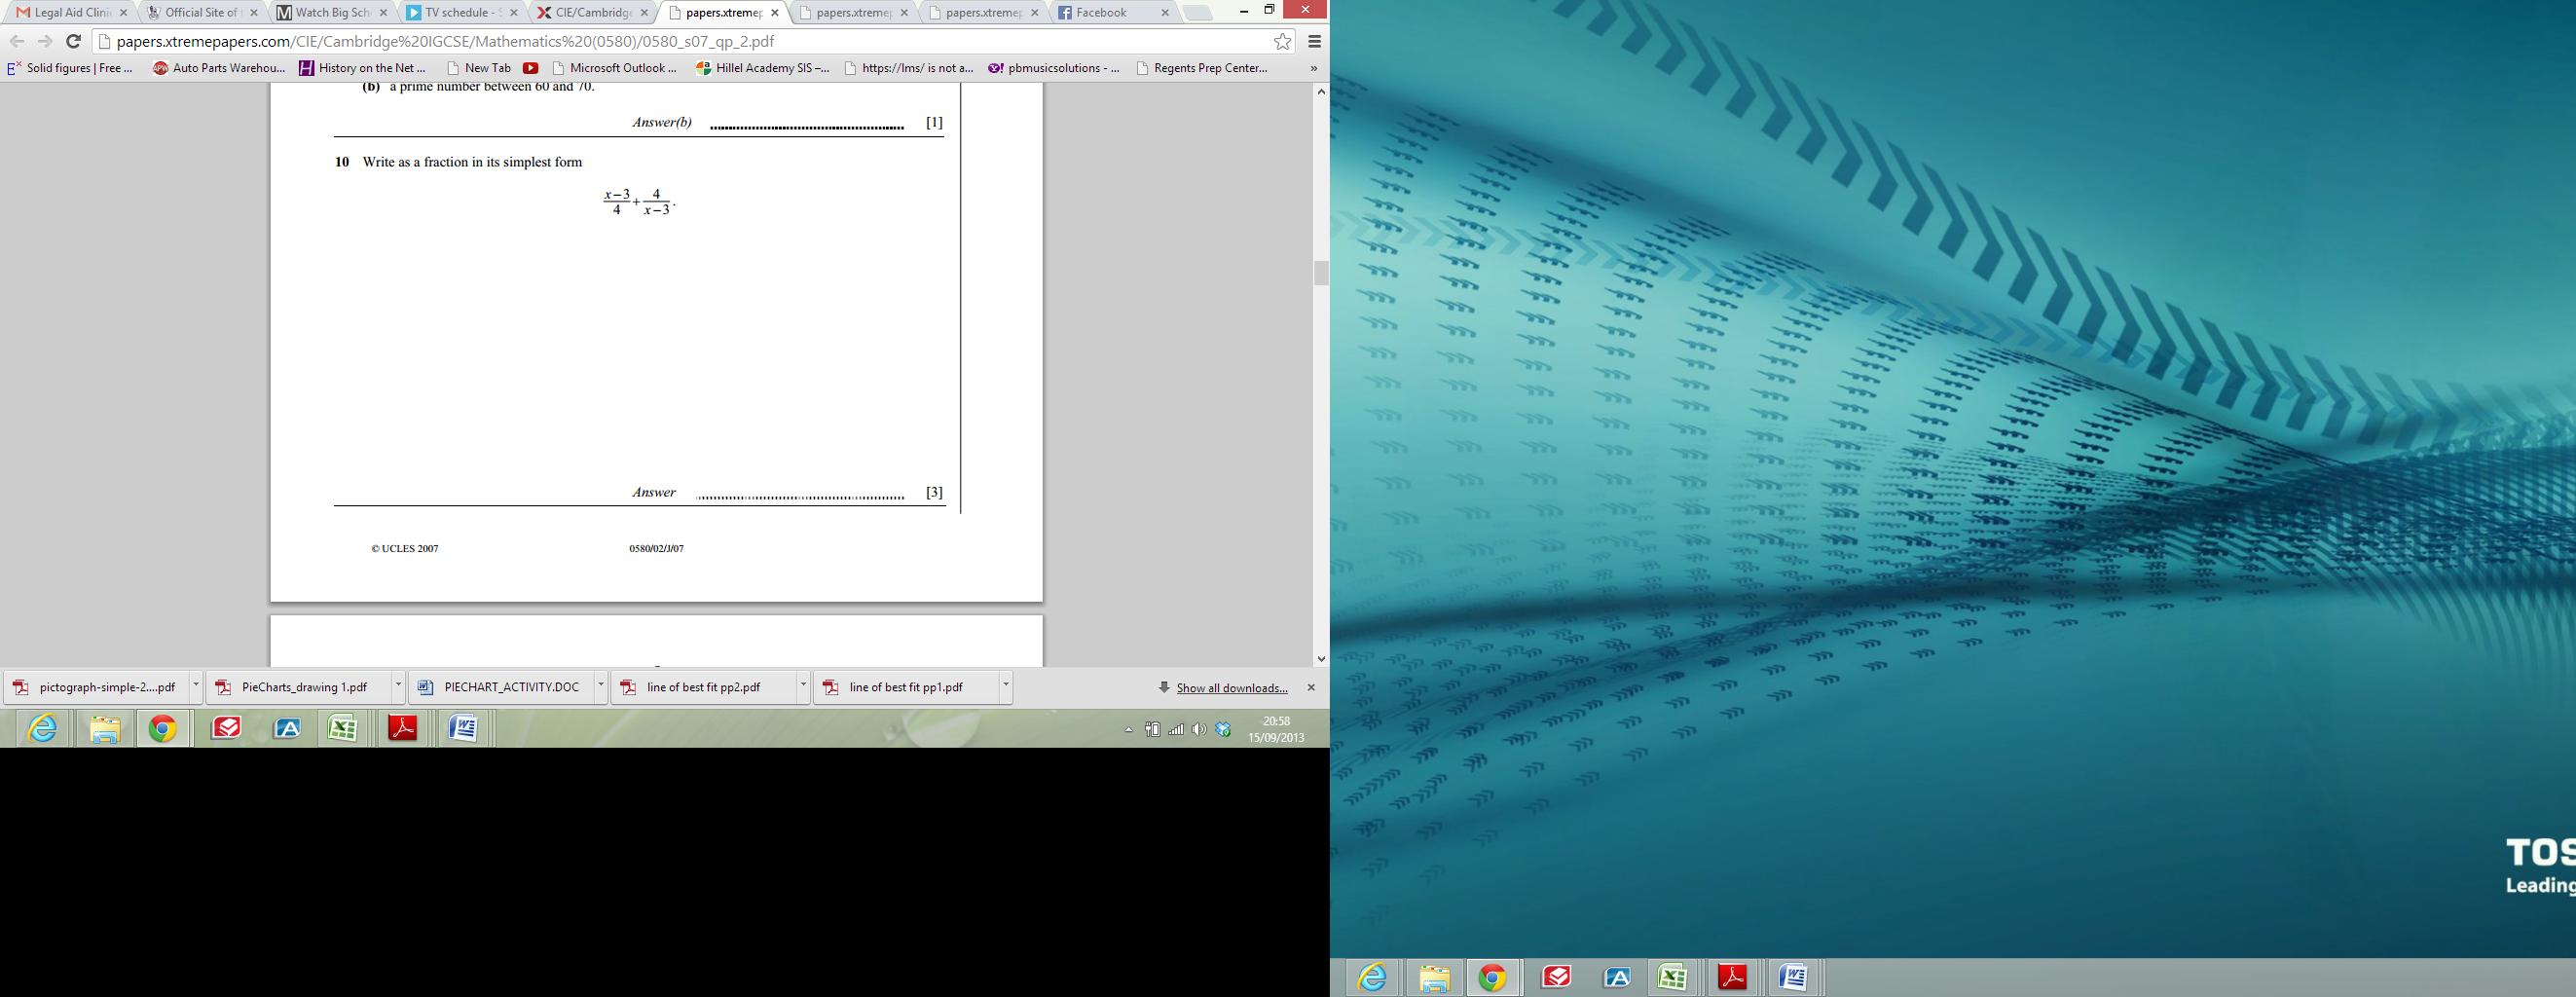 Legal Aid Clini
Official Site of
Watch Big Sch
TV schedule - S
CIE/Cambridge
papers.xtremep
papers.xtremep
papers.xtremep
Facebook
papers.xtremepapers.com/CIE/Cambridge%20IGCSE/Mathematics%20(0580)/0580_s07_qp_2.pdf
Solid figures | Free ...
Auto Parts Warehou...
History on the Net ...
New Tab
Microsoft Outlook ...
Hillel Academy SIS –...
https://lms/ is not a...
pbmusicsolutions - ...
Regents Prep Center...
»
(b) a prime number between 60 and 70.
Answer(b) ............................................ [1]
10 Write as a fraction in its simplest form
x−3/4 + 4/x−3 .
Answer ............................................ [3]
© UCLES 2007 0580/02/J/07
pictograph-simple-2....pdf
PieCharts_drawing 1.pdf
PIECHART_ACTIVITY.DOC
line of best fit pp2.pdf
line of best fit pp1.pdf
Show all downloads...
20:58
15/09/2013
TOS
Leading